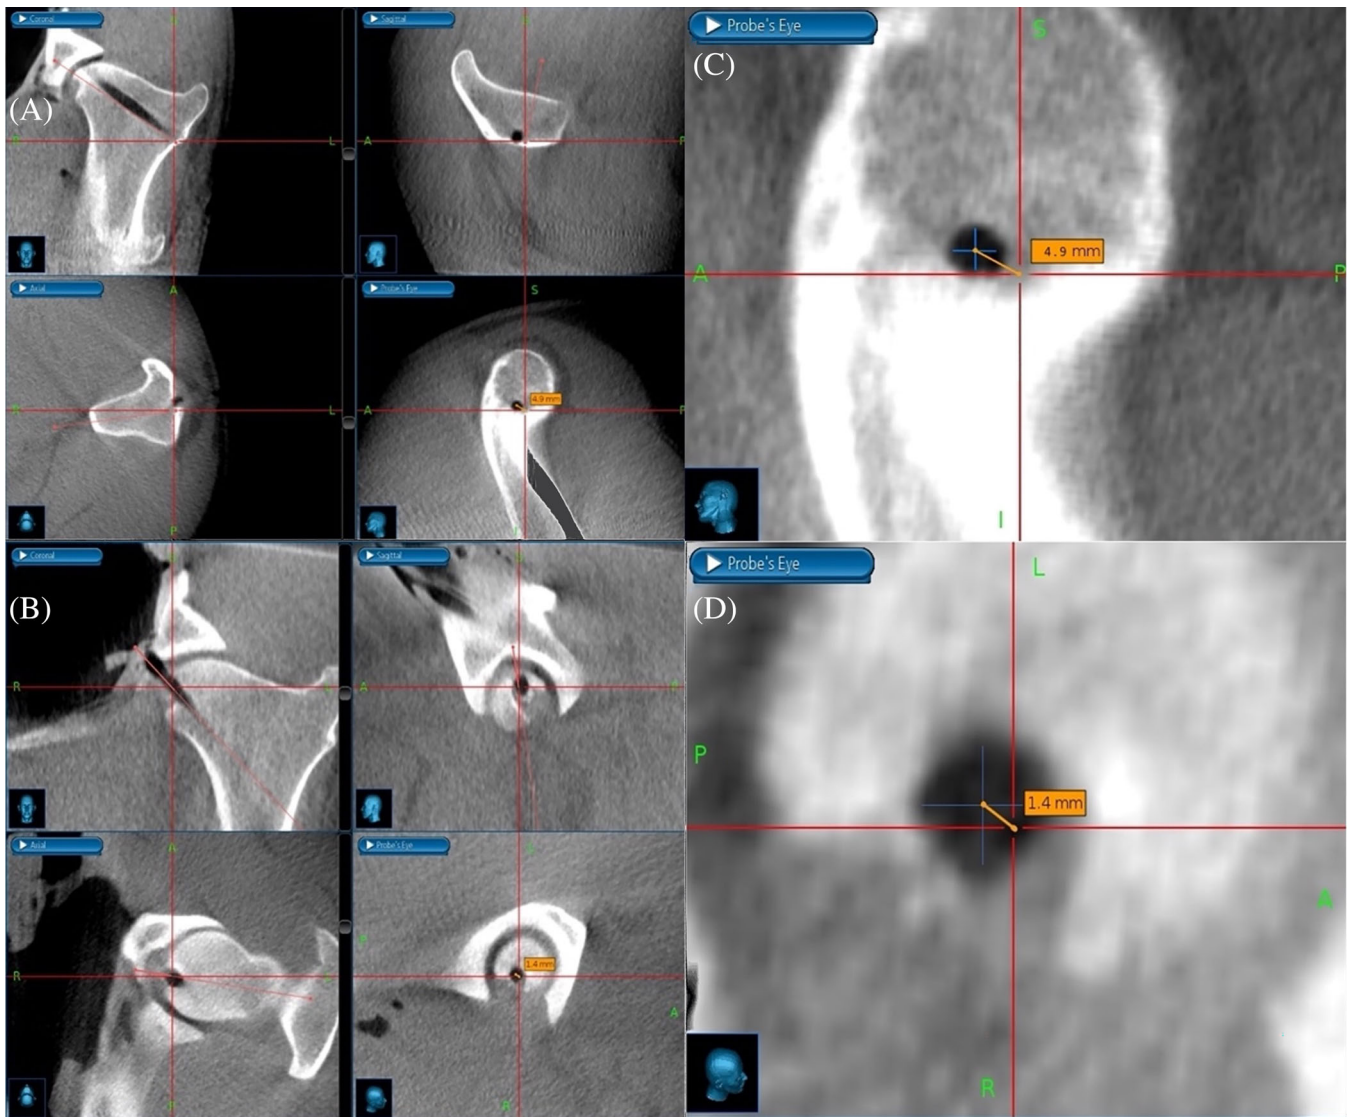 Coronal
Sagittal
(A)
L
A
Axial
A
Probe's Eye
S
4.9 mm
R
L
A
P
Probe's Eye
(C)
S
4.9 mm
A
P
I
Coronal
Sagittal
(B)
R
A
Axial
A
Probe's Eye
1.4 mm
R
A
R
Probe's Eye
(D)
L
P
1.4 mm
A
R